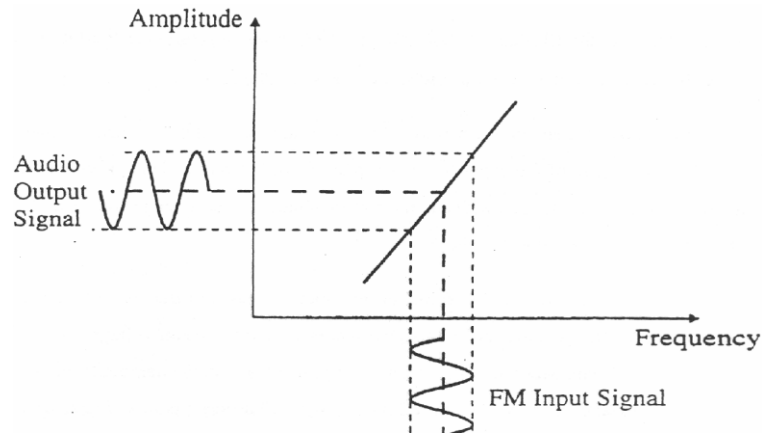 Amplitude
Audio
Output
Signal
Frequency
FM Input Signal